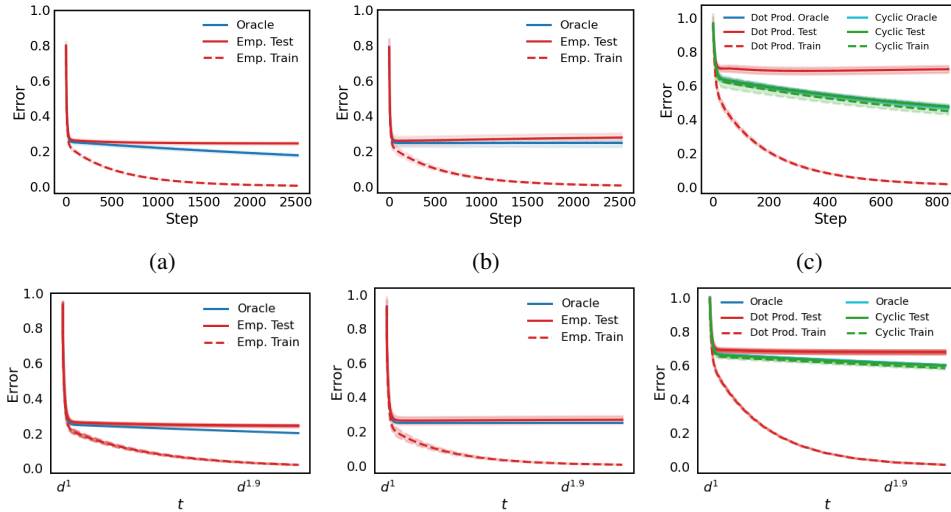 1.0
0.8
0.6
0.4
0.2
0.0
Error
Oracle
Emp. Test
Emp. Train
0 500 1000 1500 2000 2500
Step
(a)
1.0
0.8
0.6
0.4
0.2
0.0
Error
Oracle
Emp. Test
Emp. Train
0 500 1000 1500 2000 2500
Step
(b)
1.0
0.8
0.6
0.4
0.2
0.0
Error
Dot Prod. Oracle Cyclic Oracle
Dot Prod. Test Cyclic Test
Dot Prod. Train Cyclic Train
0 200 400 600 800
Step
(c)
1.0
0.8
0.6
0.4
0.2
0.0
Error
Oracle
Emp. Test
Emp. Train
d¹ d¹·⁹
t
1.0
0.8
0.6
0.4
0.2
0.0
Error
Oracle
Emp. Test
Emp. Train
d¹ d¹·⁹
t
1.0
0.8
0.6
0.4
0.2
0.0
Error
Oracle Oracle
Dot Prod. Test Cyclic Test
Dot Prod. Train Cyclic Train
d¹ d¹·⁹
t